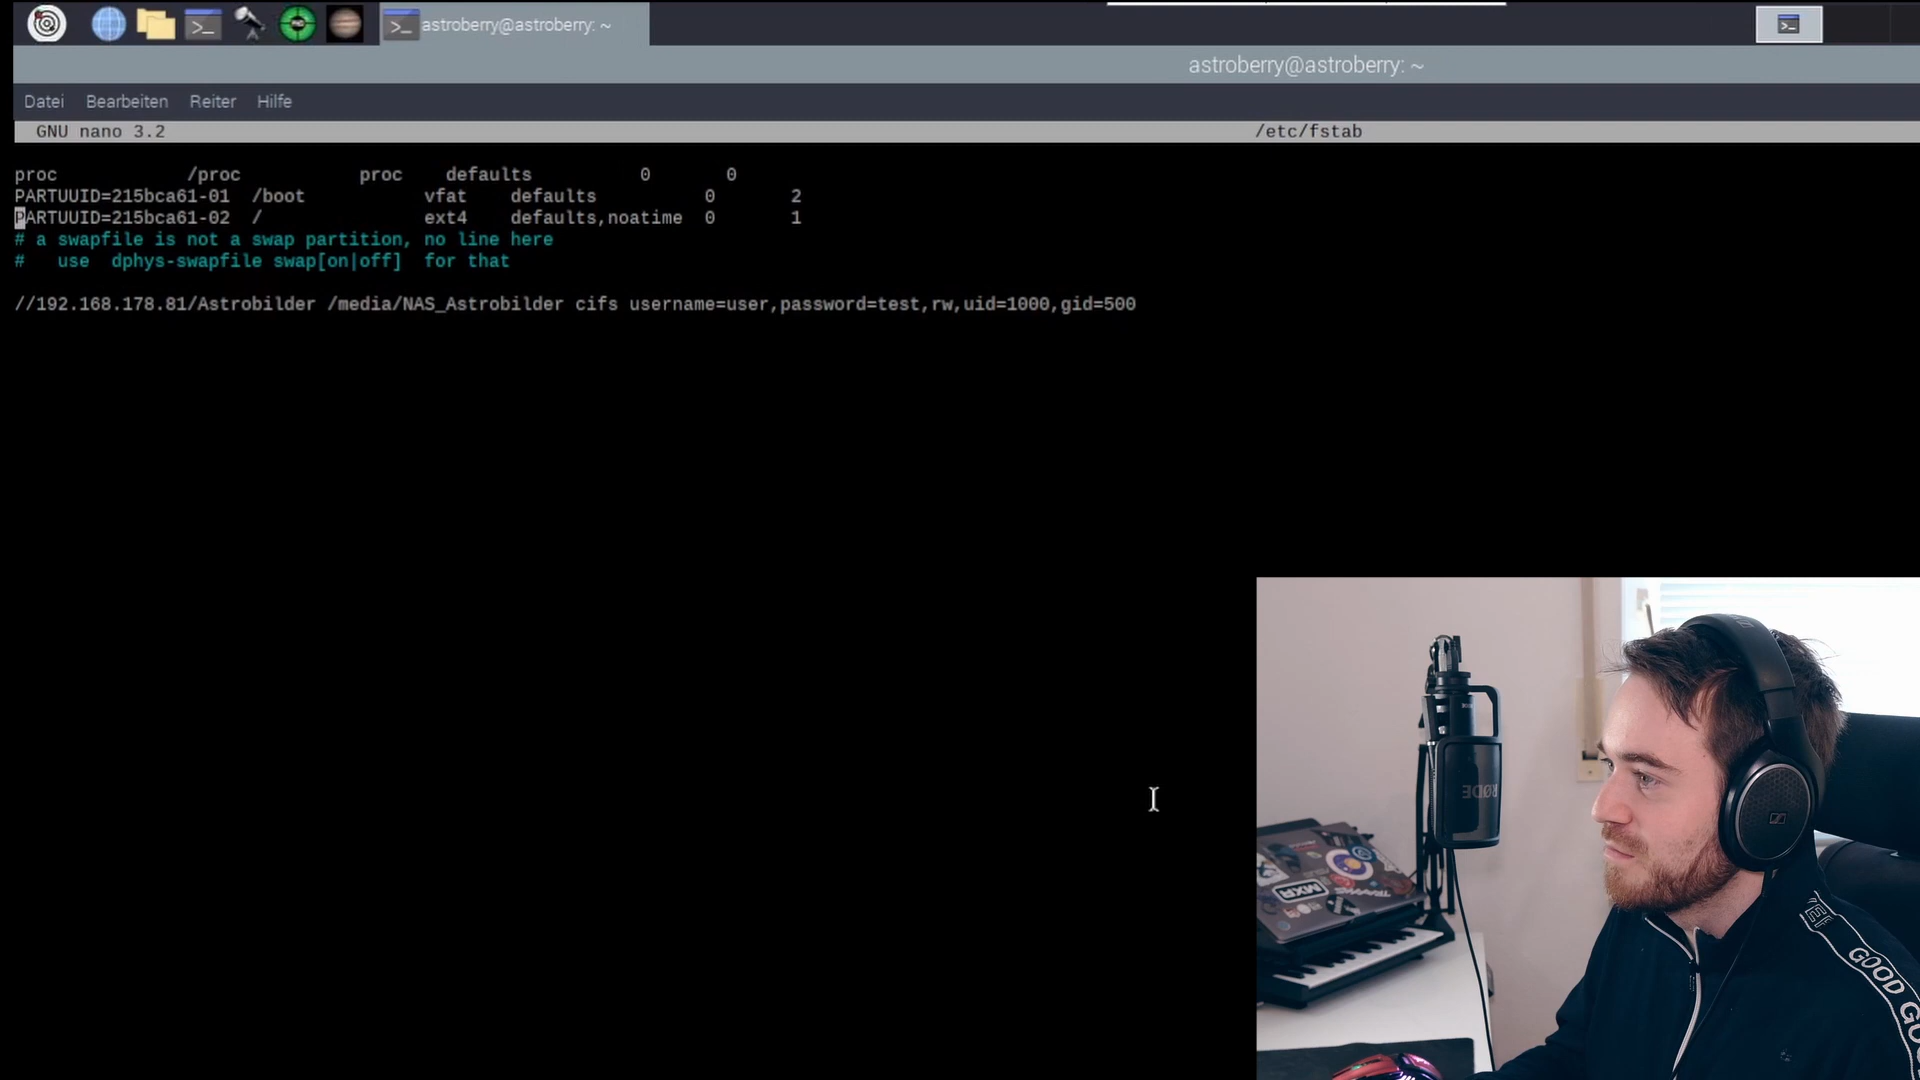 astroberry@astroberry: ~
astroberry@astroberry: ~
Datei Bearbeiten Reiter Hilfe
GNU nano 3.2 /etc/fstab
proc /proc proc defaults 0 0
PARTUUID=215bca61-01 /boot vfat defaults 0 2
PARTUUID=215bca61-02 / ext4 defaults,noatime 0 1
# a swapfile is not a swap partition, no line here
# use dphys-swapfile swap[on|off] for that
//192.168.178.81/Astrobilder /media/NAS_Astrobilder cifs username=user,password=test,rw,uid=1000,gid=500
RØDE
MXR
GOOD